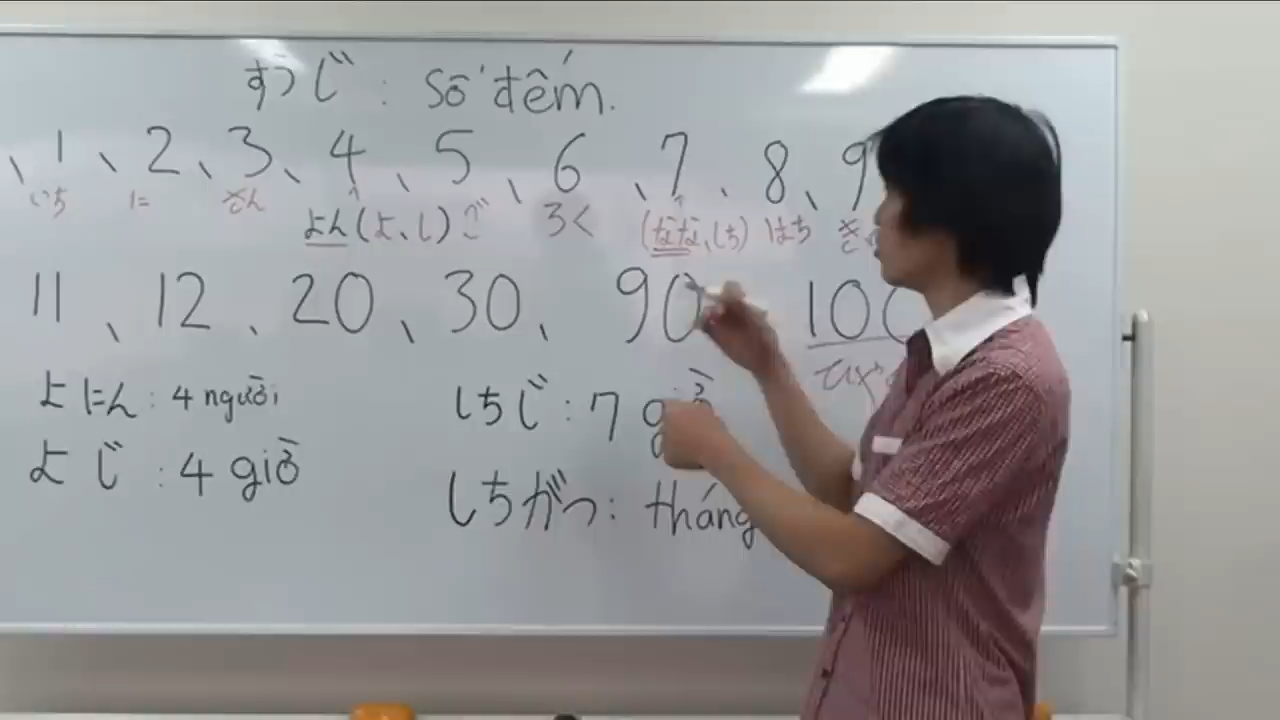 すうじ : Số đếm.
、1、2、3、4、5、6、7、8、9
いち に さん よん(よ、し) ご ろく (なな、しち) はち
11、12、20、30、90 100
よにん : 4 người
しちじ : 7 giờ
よじ : 4 giờ
しちがつ : tháng